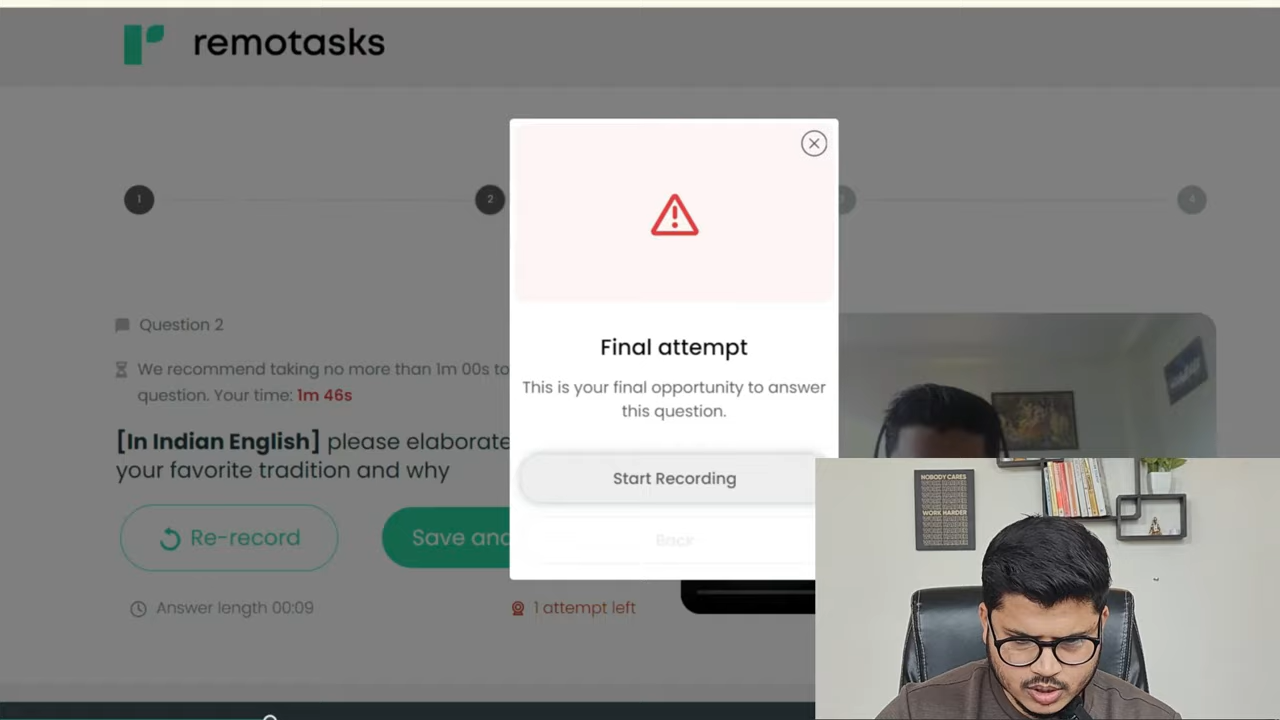 remotasks
1
2
4
Question 2
We recommend taking no more than 1m 00s to
question. Your time: 1m 46s
[In Indian English] please elaborate
your favorite tradition and why
Re-record
Save and
Answer length 00:09
1 attempt left
Final attempt
This is your final opportunity to answer
this question.
Start Recording
Back
NOBODY CARES
WORK HARDER